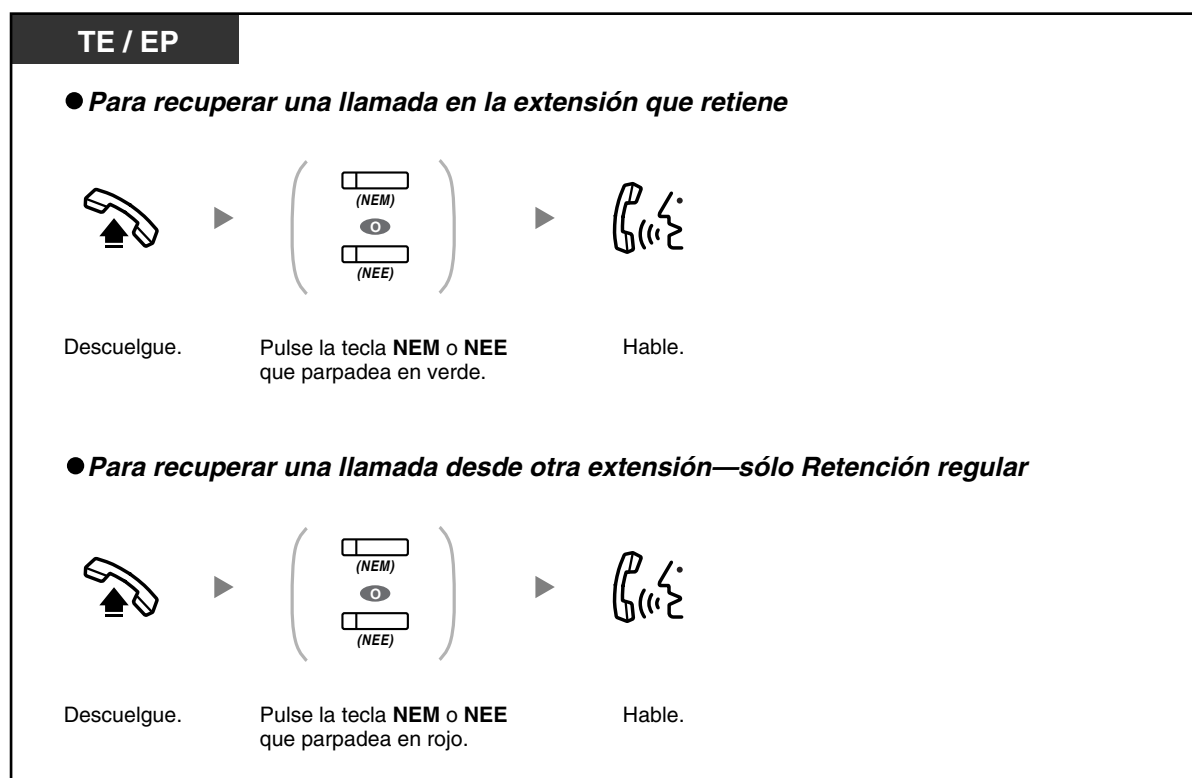 TE / EP
●Para recuperar una llamada en la extensión que retiene
(NEM)
O
(NEE)
Descuelgue.
Pulse la tecla NEM o NEE
que parpadea en verde.
Hable.
●Para recuperar una llamada desde otra extensión—sólo Retención regular
(NEM)
O
(NEE)
Descuelgue.
Pulse la tecla NEM o NEE
que parpadea en rojo.
Hable.